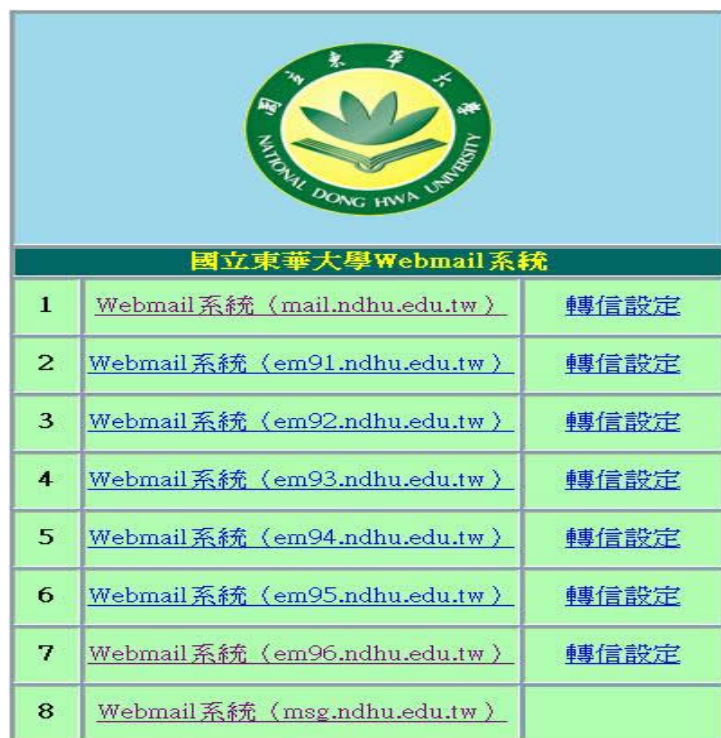 國立東華大學
NATIONAL DONG HWA UNIVERSITY
國立東華大學Webmail系統
1 Webmail系統（mail.ndhu.edu.tw） 轉信設定
2 Webmail系統（em91.ndhu.edu.tw） 轉信設定
3 Webmail系統（em92.ndhu.edu.tw） 轉信設定
4 Webmail系統（em93.ndhu.edu.tw） 轉信設定
5 Webmail系統（em94.ndhu.edu.tw） 轉信設定
6 Webmail系統（em95.ndhu.edu.tw） 轉信設定
7 Webmail系統（em96.ndhu.edu.tw） 轉信設定
8 Webmail系統（msg.ndhu.edu.tw）